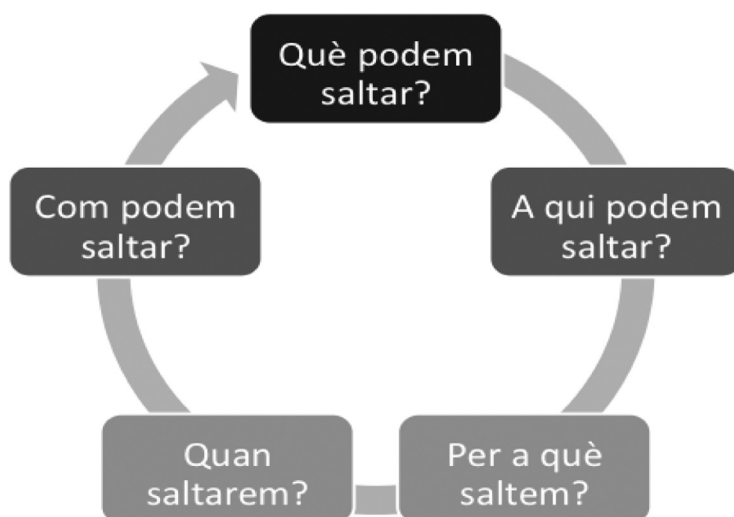 Què podem
saltar?
A qui podem
saltar?
Per a què
saltem?
Quan
saltarem?
Com podem
saltar?